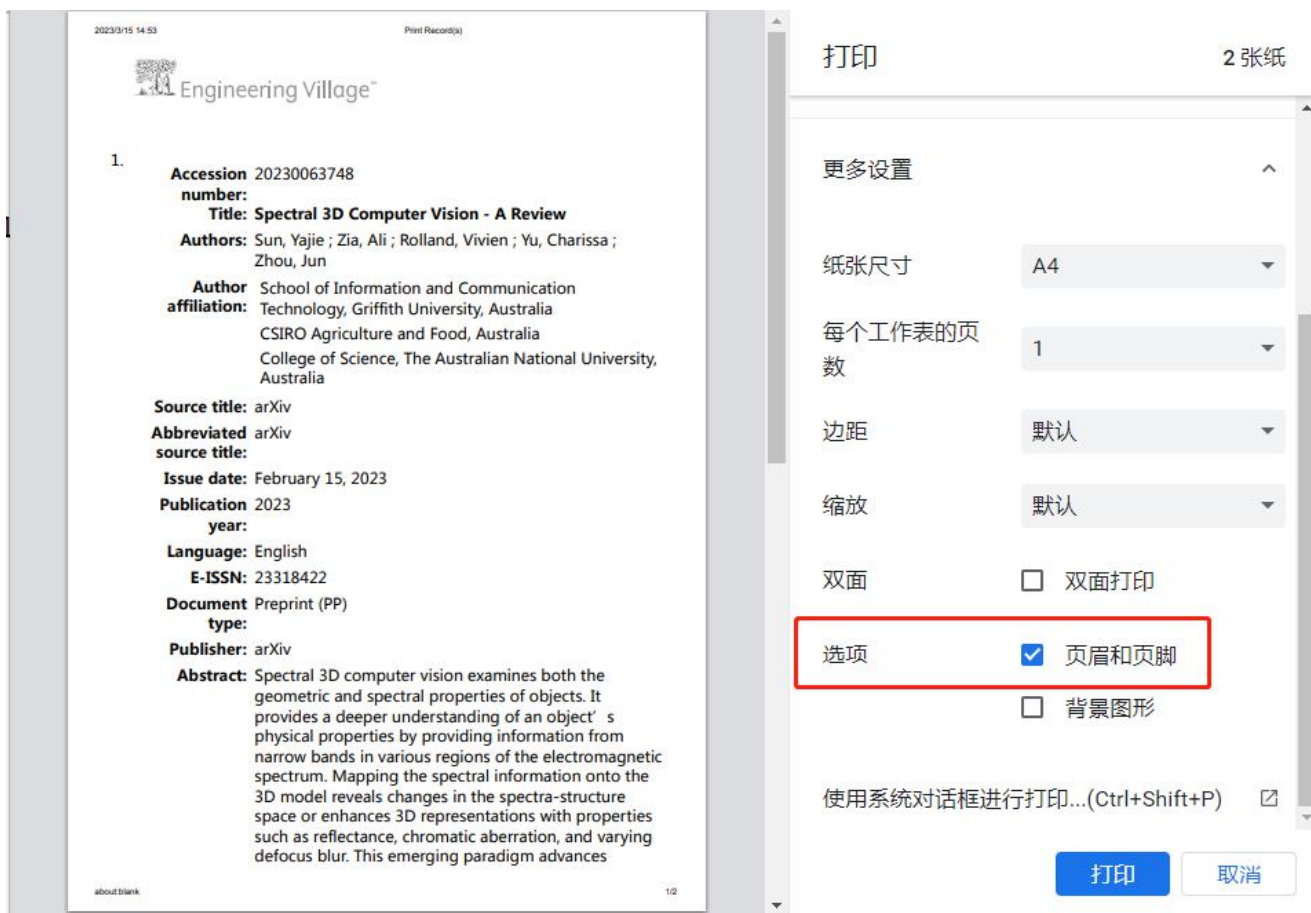 2023/3/15 14:53 Print Record(s)
Engineering Village™
1.
Accession number: 20230063748
Title: Spectral 3D Computer Vision - A Review
Authors: Sun, Yajie ; Zia, Ali ; Rolland, Vivien ; Yu, Charissa ;
Zhou, Jun
Author affiliation: School of Information and Communication
Technology, Griffith University, Australia
CSIRO Agriculture and Food, Australia
College of Science, The Australian National University,
Australia
Source title: arXiv
Abbreviated source title: arXiv
Issue date: February 15, 2023
Publication year: 2023
Language: English
E-ISSN: 23318422
Document type: Preprint (PP)
Publisher: arXiv
Abstract: Spectral 3D computer vision examines both the
geometric and spectral properties of objects. It
provides a deeper understanding of an object’ s
physical properties by providing information from
narrow bands in various regions of the electromagnetic
spectrum. Mapping the spectral information onto the
3D model reveals changes in the spectra-structure
space or enhances 3D representations with properties
such as reflectance, chromatic aberration, and varying
defocus blur. This emerging paradigm advances
about:blank 1/2
打印 2 张纸
更多设置
纸张尺寸 A4
每个工作表的页
数 1
边距 默认
缩放 默认
双面 双面打印
选项 页眉和页脚
背景图形
使用系统对话框进行打印...(Ctrl+Shift+P)
打印 取消